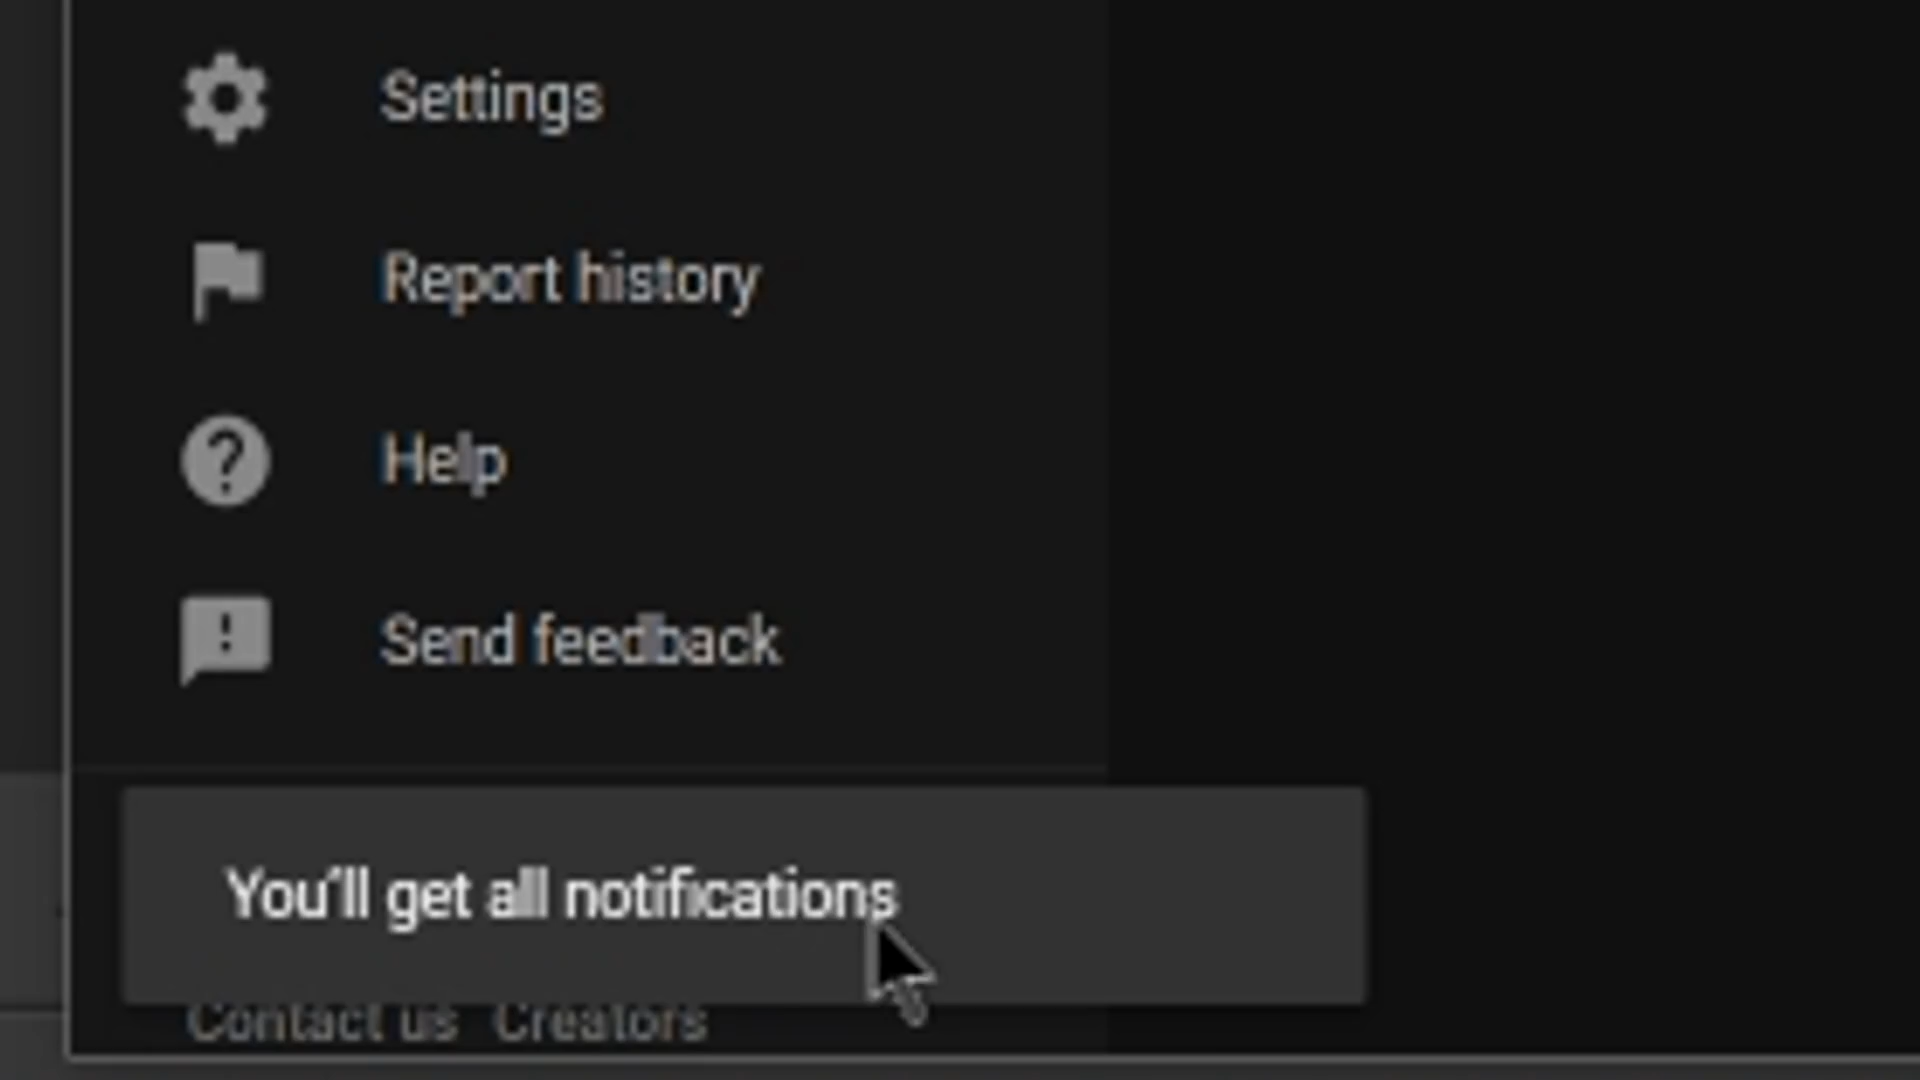 Settings
Report history
Help
Send feedback
You'll get all notifications
Contact us Creators